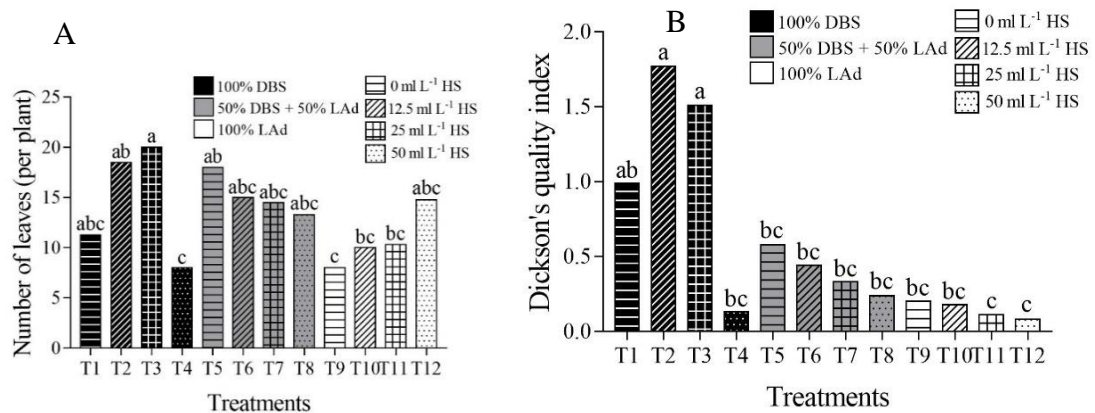 A
100% DBS
50% DBS + 50% LAd
100% LAd
0 ml L⁻¹ HS
12.5 ml L⁻¹ HS
25 ml L⁻¹ HS
50 ml L⁻¹ HS
Number of leaves (per plant)
25
20
15
10
5
0
abc
ab
a
c
ab
abc
abc
abc
c
bc
bc
abc
T1 T2 T3 T4 T5 T6 T7 T8 T9 T10 T11 T12
Treatments
B
100% DBS
50% DBS + 50% LAd
100% LAd
0 ml L⁻¹ HS
12.5 ml L⁻¹ HS
25 ml L⁻¹ HS
50 ml L⁻¹ HS
Dickson's quality index
2.0
1.5
1.0
0.5
0.0
ab
a
a
bc
bc
bc
bc
bc
bc
bc
c
c
T1 T2 T3 T4 T5 T6 T7 T8 T9 T10 T11 T12
Treatments